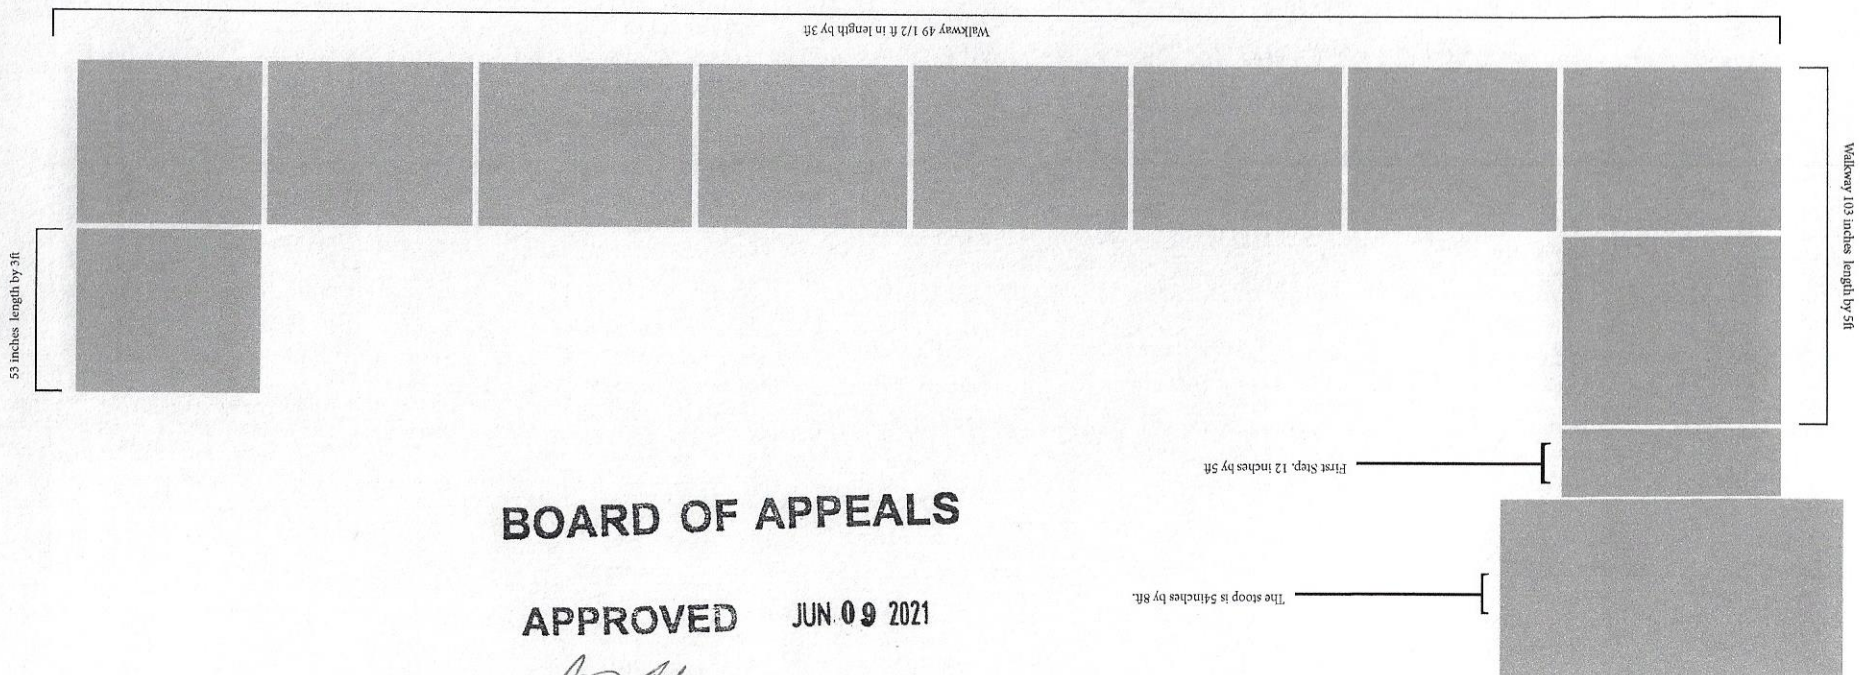 Walkway 49 1/2 ft in length by 3ft
Walkway 103 inches length by 5ft
53 inches length by 3ft
First Step. 12 inches by 5ft
BOARD OF APPEALS
The stoop is 54inches by 8ft.
APPROVED JUN 09 2021